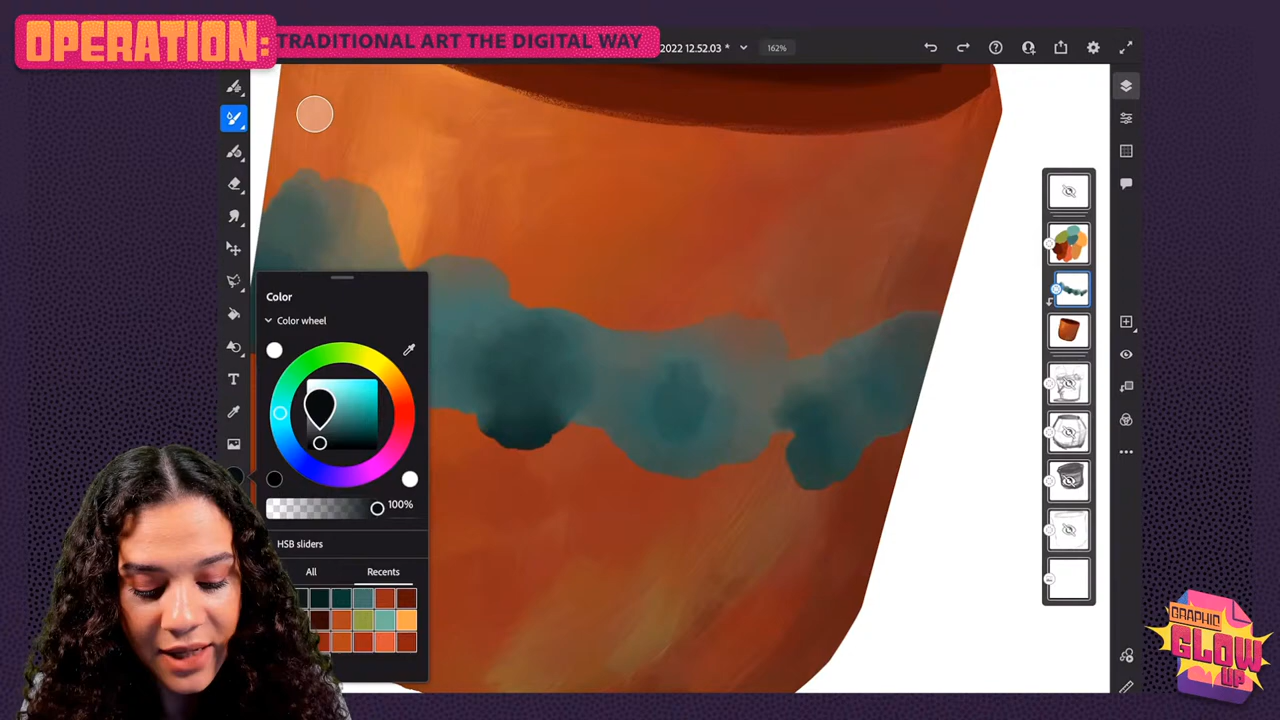 OPERATION:
TRADITIONAL ART THE DIGITAL WAY
2022 12.52.03 *
162%
Color
Color wheel
100%
HSB sliders
All
Recents
T
GRAPHIC
GLOW
UP